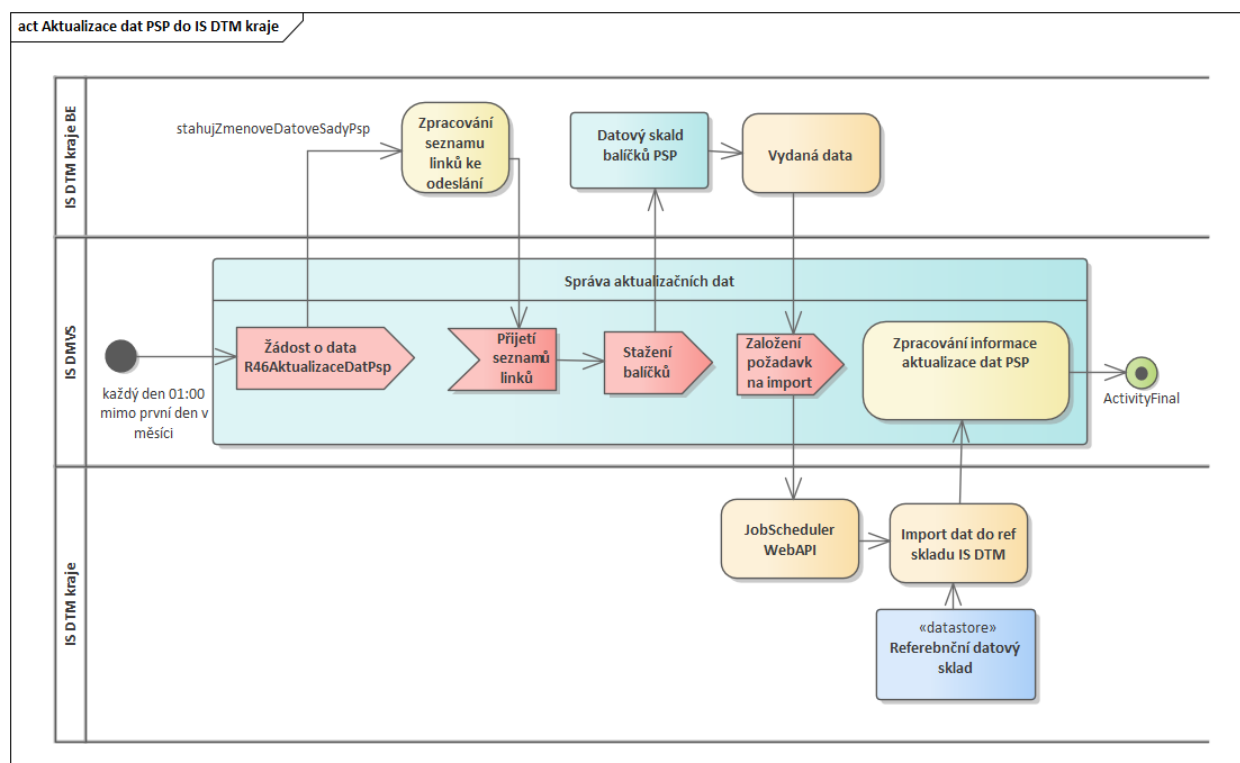 act Aktualizace dat PSP do IS DTM kraje
IS DTM kraje BE
stahujZmenoveDatoveSadyPsp
Zpracování
seznamu
linků ke
odeslání
Datový skald
balíčků PSP
Vydaná data
IS DMVS
Správa aktualizačních dat
každý den 01:00
mimo první den v
měsíci
Žádost o data
R46AktualizaceDatPsp
Přijetí
seznamů
linků
Stažení
balíčků
Založení
požadavk
na import
Zpracování informace
aktualizace dat PSP
ActivityFinal
IS DTM kraje
JobScheduler
WebAPI
Import dat do ref
skladu IS DTM
«datastore»
Referebnční datový
sklad